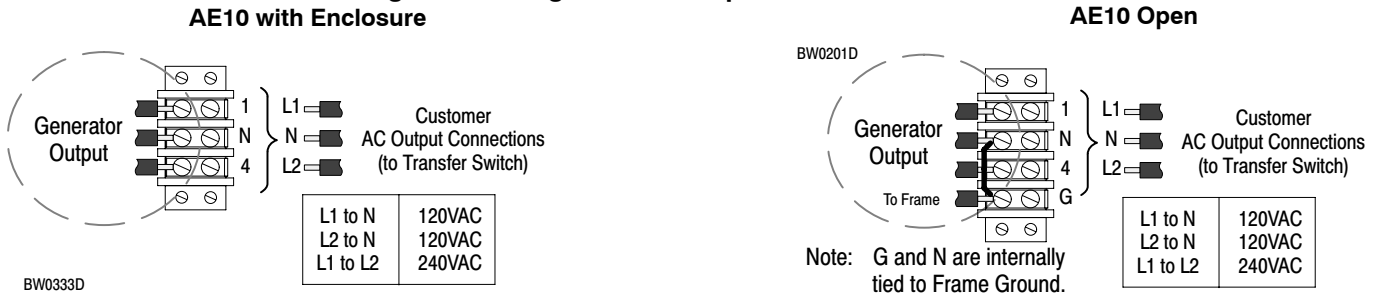 AE10 with Enclosure
Generator
Output
1
N
4
L1
N
L2
Customer
AC Output Connections
(to Transfer Switch)
L1 to N 120VAC
L2 to N 120VAC
L1 to L2 240VAC
BW0333D
AE10 Open
BW0201D
Generator
Output
To Frame
1
N
4
G
L1
N
L2
Customer
AC Output Connections
(to Transfer Switch)
L1 to N 120VAC
L2 to N 120VAC
L1 to L2 240VAC
Note: G and N are internally
tied to Frame Ground.